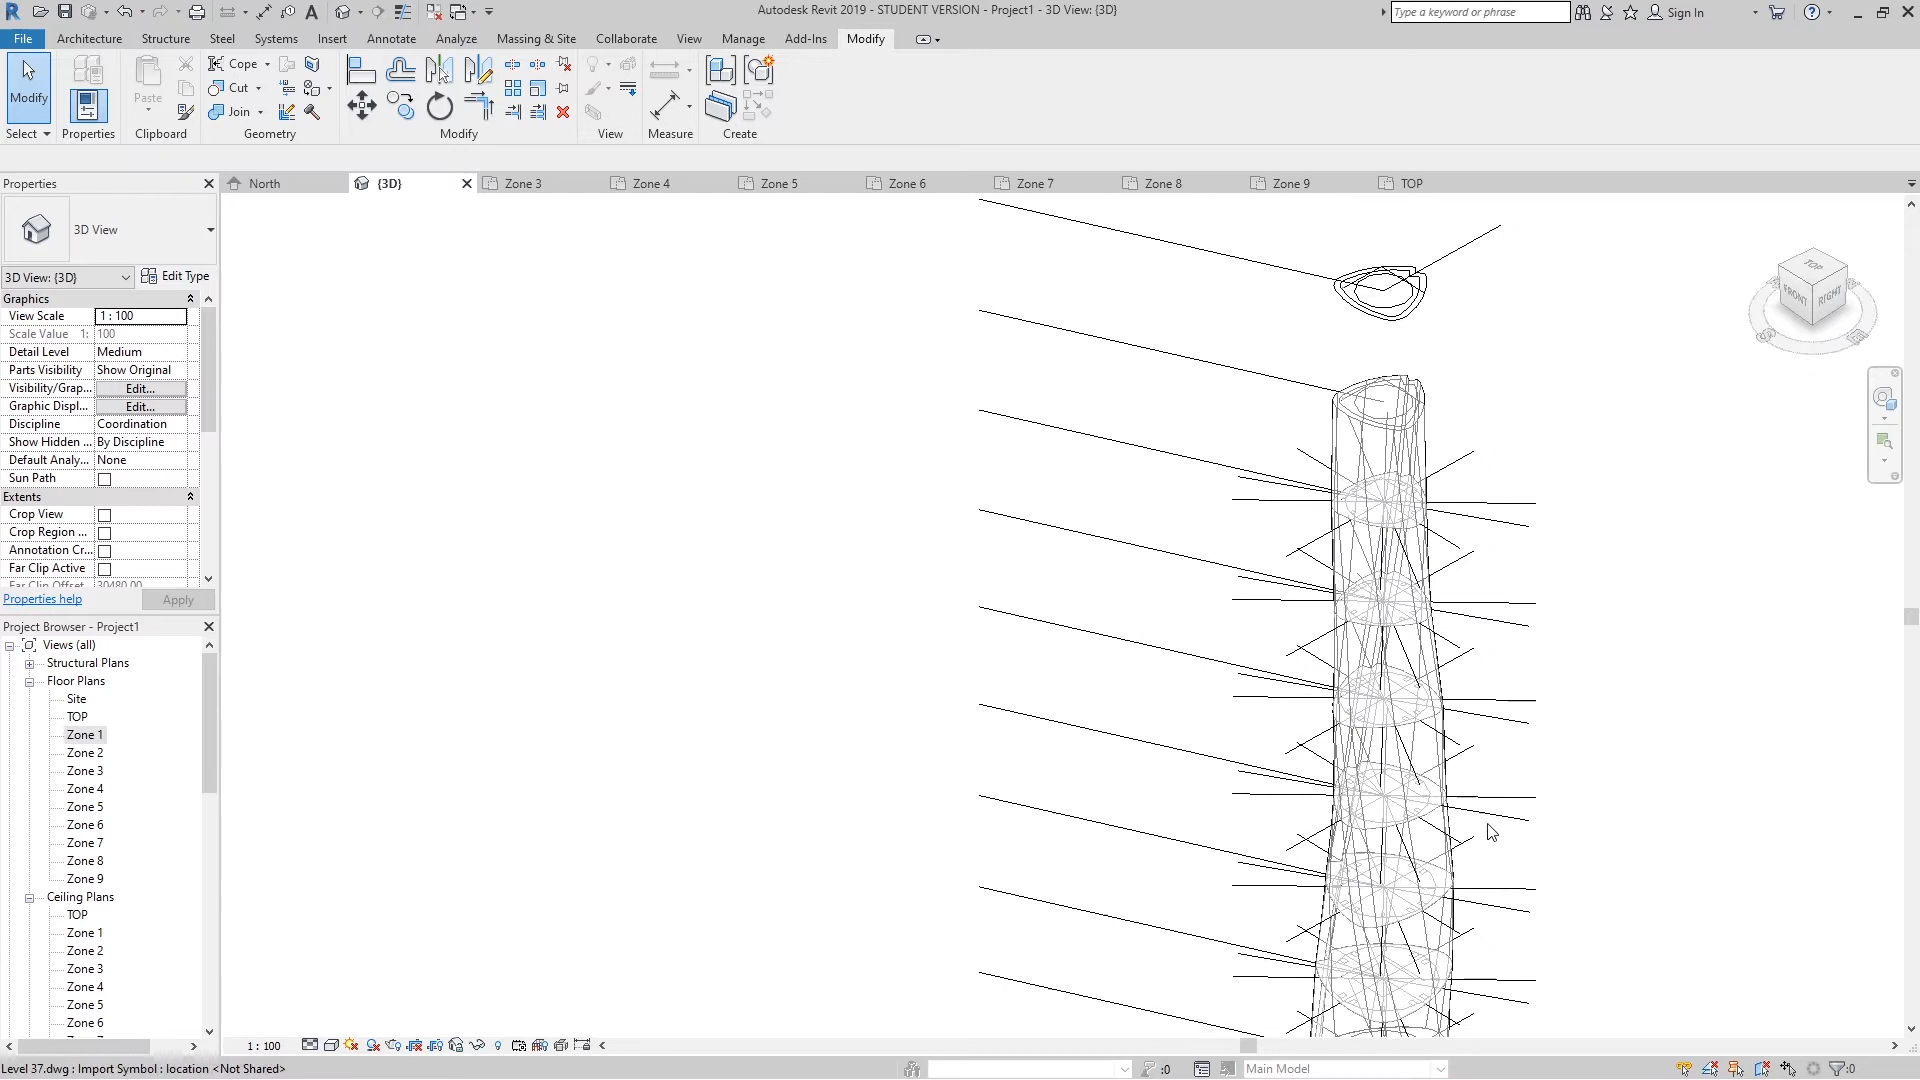 Autodesk Revit 2019 - STUDENT VERSION - Project1 - 3D View: {3D}
Type a keyword or phrase
Sign In
File Architecture Structure Steel Systems Insert Annotate Analyze Massing & Site Collaborate View Manage Add-Ins Modify
Modify
Paste
Cope
Cut
Join
Select Properties Clipboard Geometry Modify View Measure Create
Properties
North {3D} Zone 3 Zone 4 Zone 5 Zone 6 Zone 7 Zone 8 Zone 9 TOP
3D View
3D View: {3D} Edit Type
Graphics
View Scale 1 : 100
Scale Value 1: 100
Detail Level Medium
Parts Visibility Show Original
Visibility/Grap... Edit...
Graphic Displ... Edit...
Discipline Coordination
Show Hidden ... By Discipline
Default Analy... None
Sun Path
Extents
Crop View
Crop Region ...
Annotation Cr...
Far Clip Active
Far Clip Offset 30480.00
Properties help Apply
TOP
FRONT
RIGHT
S
E
Project Browser - Project1
Views (all)
Structural Plans
Floor Plans
Site
TOP
Zone 1
Zone 2
Zone 3
Zone 4
Zone 5
Zone 6
Zone 7
Zone 8
Zone 9
Ceiling Plans
TOP
Zone 1
Zone 2
Zone 3
Zone 4
Zone 5
Zone 6
1 : 100
Level 37.dwg : Import Symbol : location <Not Shared>
:0
Main Model
:0